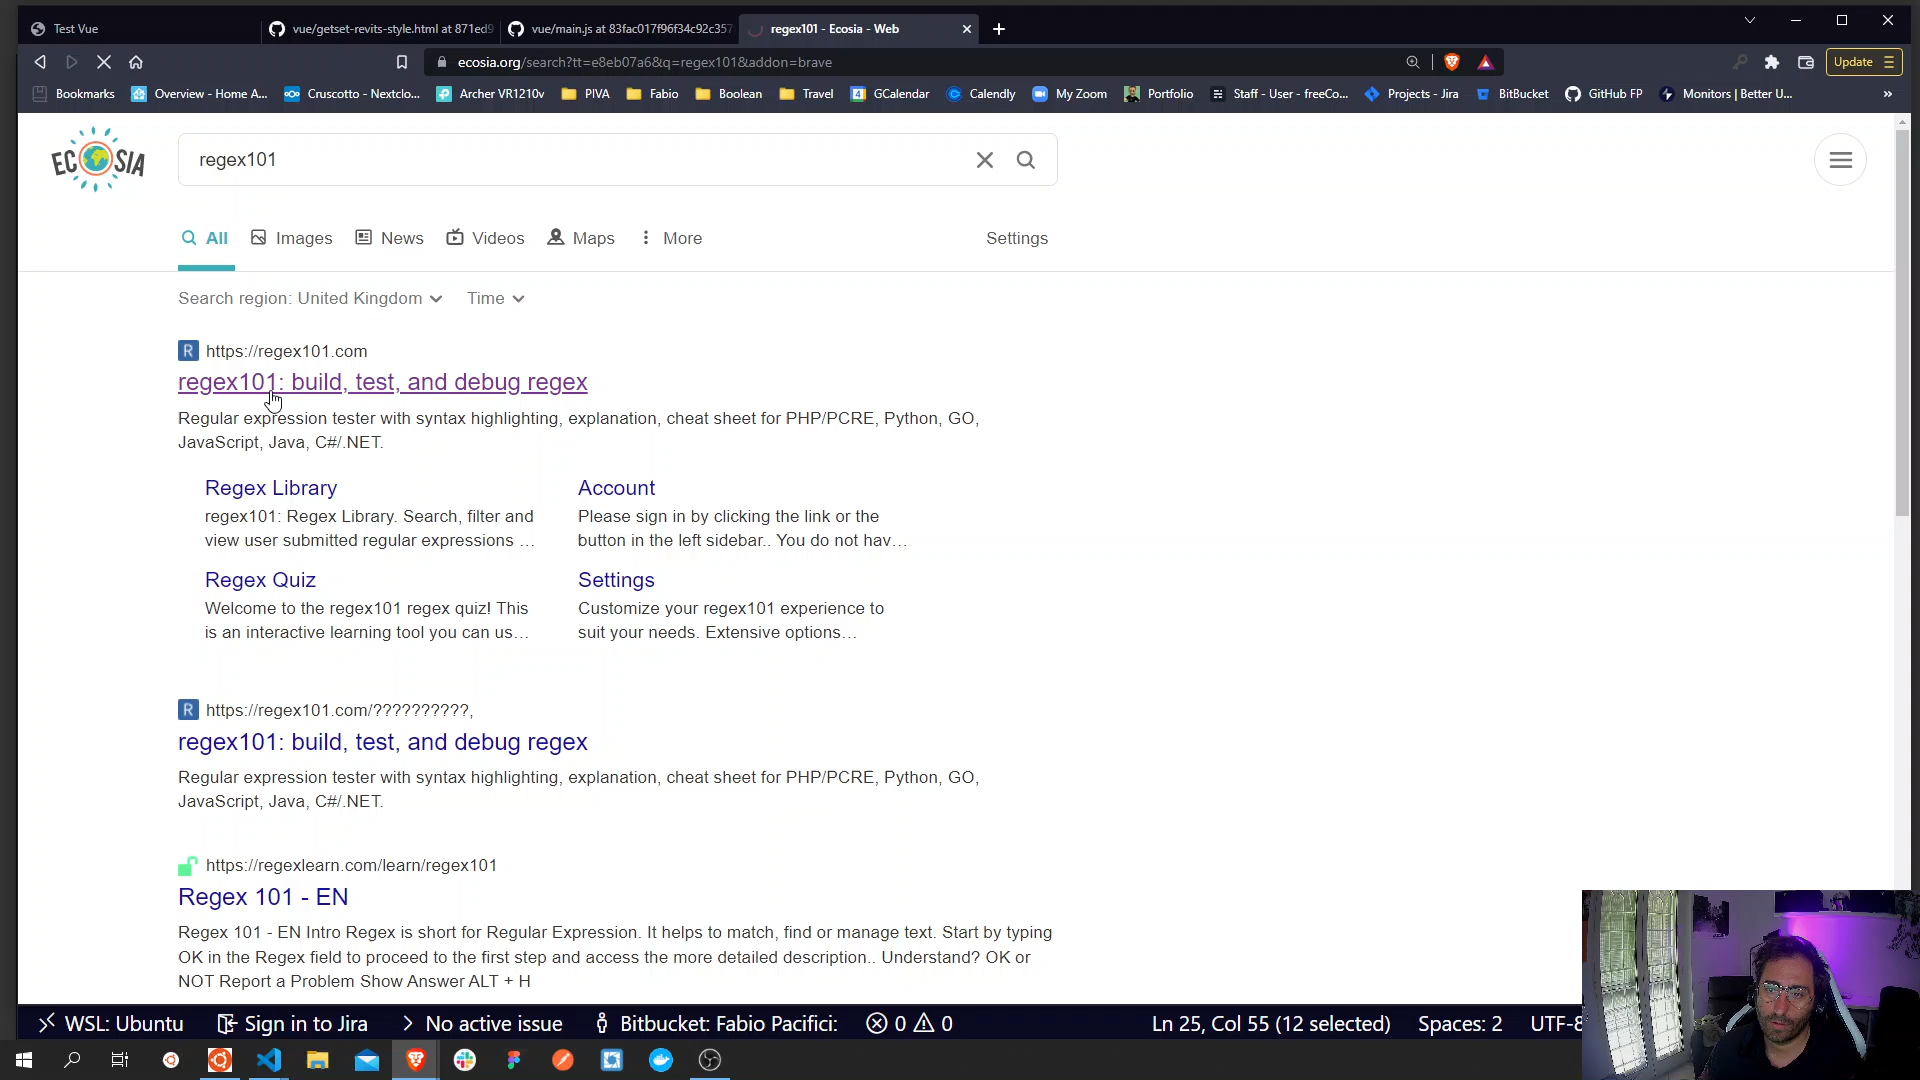 Test Vue
vue/getset-revits-style.html at 871ed9
vue/main.js at 83fac017f96f34c92c357
regex101 - Ecosia - Web
ecosia.org/search?tt=e8eb07a6&q=regex101&addon=brave
Update
Bookmarks
Overview - Home A...
Cruscotto - Nextclo...
Archer VR1210v
PIVA
Fabio
Boolean
Travel
GCalendar
Calendly
My Zoom
Portfolio
Staff - User - freeCo...
Projects - Jira
BitBucket
GitHub FP
Monitors | Better U...
ECOSIA
regex101
All
Images
News
Videos
Maps
More
Settings
Search region: United Kingdom
Time
https://regex101.com
regex101: build, test, and debug regex
Regular expression tester with syntax highlighting, explanation, cheat sheet for PHP/PCRE, Python, GO,
JavaScript, Java, C#/.NET.
Regex Library
regex101: Regex Library. Search, filter and
view user submitted regular expressions ...
Account
Please sign in by clicking the link or the
button in the left sidebar.. You do not hav...
Regex Quiz
Welcome to the regex101 regex quiz! This
is an interactive learning tool you can us...
Settings
Customize your regex101 experience to
suit your needs. Extensive options...
https://regex101.com/??????????,
regex101: build, test, and debug regex
Regular expression tester with syntax highlighting, explanation, cheat sheet for PHP/PCRE, Python, GO,
JavaScript, Java, C#/.NET.
https://regexlearn.com/learn/regex101
Regex 101 - EN
Regex 101 - EN Intro Regex is short for Regular Expression. It helps to match, find or manage text. Start by typing
OK in the Regex field to proceed to the first step and access the more detailed description.. Understand? OK or
NOT Report a Problem Show Answer ALT + H
WSL: Ubuntu
Sign in to Jira
No active issue
Bitbucket: Fabio Pacifici:
0
0
Ln 25, Col 55 (12 selected)
Spaces: 2
UTF-8